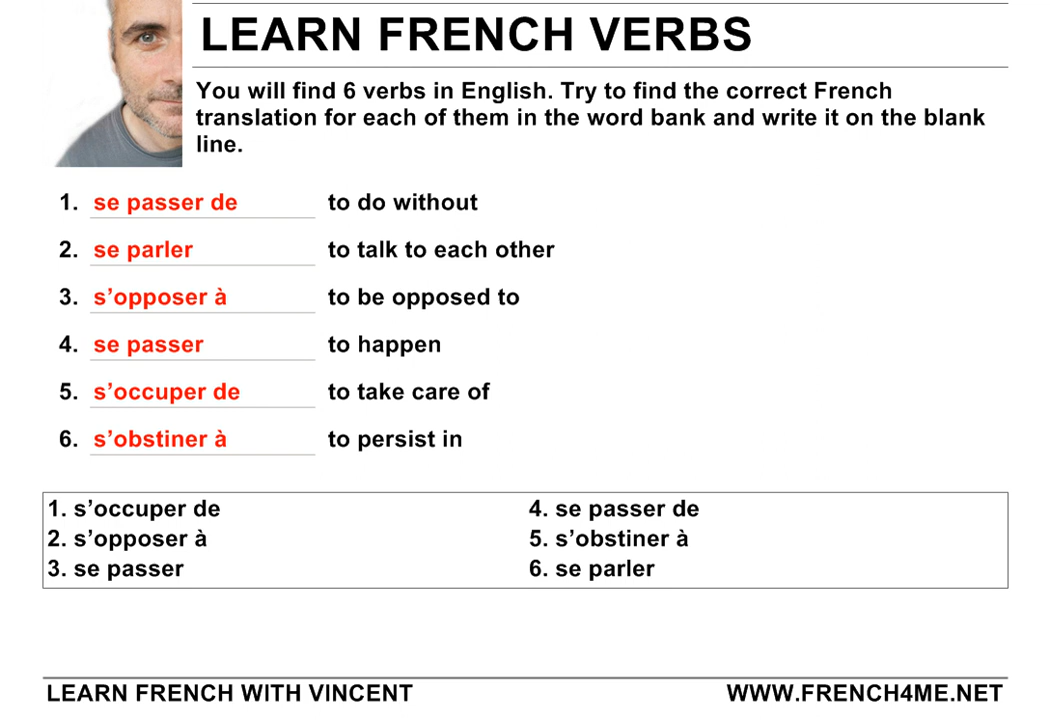 LEARN FRENCH VERBS
You will find 6 verbs in English. Try to find the correct French
translation for each of them in the word bank and write it on the blank
line.
1. se passer de to do without
2. se parler to talk to each other
3. s’opposer à to be opposed to
4. se passer to happen
5. s’occuper de to take care of
6. s’obstiner à to persist in
1. s’occuper de 4. se passer de
2. s’opposer à 5. s’obstiner à
3. se passer 6. se parler
LEARN FRENCH WITH VINCENT WWW.FRENCH4ME.NET